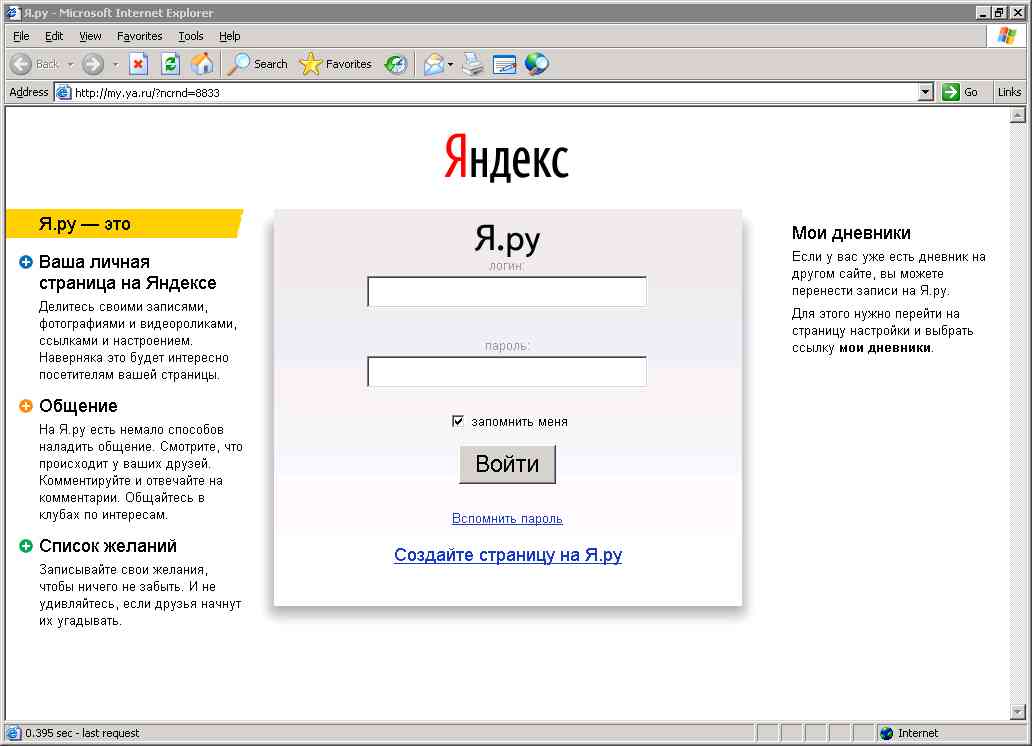 Я.ру - Microsoft Internet Explorer
File Edit View Favorites Tools Help
Back Search Favorites
Address http://my.ya.ru/?ncrnd=8833 Go Links
Яндекс
Я.ру — это
Ваша личная
страница на Яндексе
Делитесь своими записями,
фотографиями и видеороликами,
ссылками и настроением.
Наверняка это будет интересно
посетителям вашей страницы.
Общение
На Я.ру есть немало способов
наладить общение. Смотрите, что
происходит у ваших друзей.
Комментируйте и отвечайте на
комментарии. Общайтесь в
клубах по интересам.
Список желаний
Записывайте свои желания,
чтобы ничего не забыть. И не
удивляйтесь, если друзья начнут
их угадывать.
Я.ру
логин:
пароль:
запомнить меня
Войти
Вспомнить пароль
Создайте страницу на Я.ру
Мои дневники
Если у вас уже есть дневник на
другом сайте, вы можете
перенести записи на Я.ру.
Для этого нужно перейти на
страницу настройки и выбрать
ссылку мои дневники.
0.395 sec - last request Internet